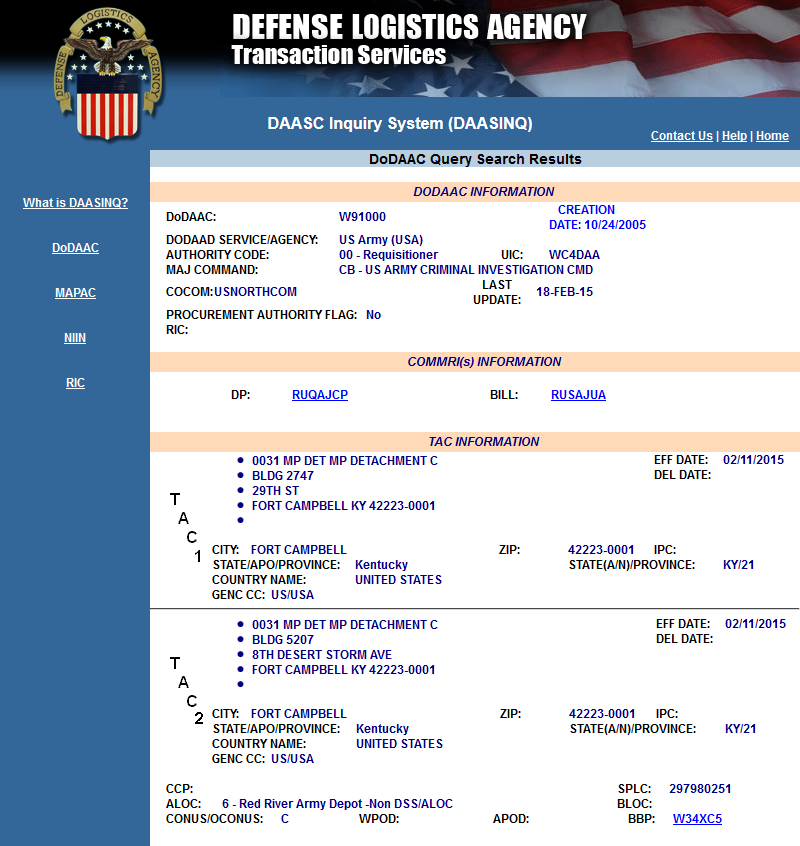 DEFENSE LOGISTICS AGENCY
Transaction Services
DEFENSE LOGISTICS AGENCY
DAASC Inquiry System (DAASINQ)
Contact Us | Help | Home
DoDAAC Query Search Results
What is DAASINQ?
DoDAAC
MAPAC
NIIN
RIC
DODAAC INFORMATION
DoDAAC: W91000 CREATION
DATE: 10/24/2005
DODAAD SERVICE/AGENCY: US Army (USA)
AUTHORITY CODE: 00 - Requisitioner UIC: WC4DAA
MAJ COMMAND: CB - US ARMY CRIMINAL INVESTIGATION CMD
COCOM:USNORTHCOM LAST
UPDATE: 18-FEB-15
PROCUREMENT AUTHORITY FLAG: No
RIC:
COMMRI(s) INFORMATION
DP: RUQAJCP BILL: RUSAJUA
TAC INFORMATION
TAC1
0031 MP DET MP DETACHMENT C EFF DATE: 02/11/2015
BLDG 2747 DEL DATE:
29TH ST
FORT CAMPBELL KY 42223-0001
CITY: FORT CAMPBELL ZIP: 42223-0001 IPC:
STATE/APO/PROVINCE: Kentucky STATE(A/N)/PROVINCE: KY/21
COUNTRY NAME: UNITED STATES
GENC CC: US/USA
TAC2
0031 MP DET MP DETACHMENT C EFF DATE: 02/11/2015
BLDG 5207 DEL DATE:
8TH DESERT STORM AVE
FORT CAMPBELL KY 42223-0001
CITY: FORT CAMPBELL ZIP: 42223-0001 IPC:
STATE/APO/PROVINCE: Kentucky STATE(A/N)/PROVINCE: KY/21
COUNTRY NAME: UNITED STATES
GENC CC: US/USA
CCP: SPLC: 297980251
ALOC: 6 - Red River Army Depot -Non DSS/ALOC BLOC:
CONUS/OCONUS: C WPOD: APOD: BBP: W34XC5